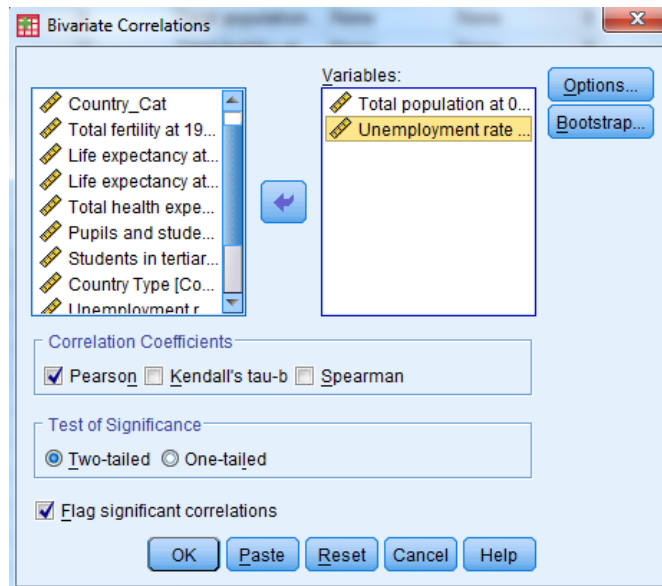 Bivariate Correlations
Variables:
Country_Cat
Total fertility at 19...
Life expectancy at...
Life expectancy at...
Total health expe...
Pupils and stude...
Students in tertiar...
Country Type [Co...
Unemployment r
Total population at 0...
Unemployment rate ...
Options...
Bootstrap...
Correlation Coefficients
Pearson Kendall's tau-b Spearman
Test of Significance
Two-tailed One-tailed
Flag significant correlations
OK Paste Reset Cancel Help